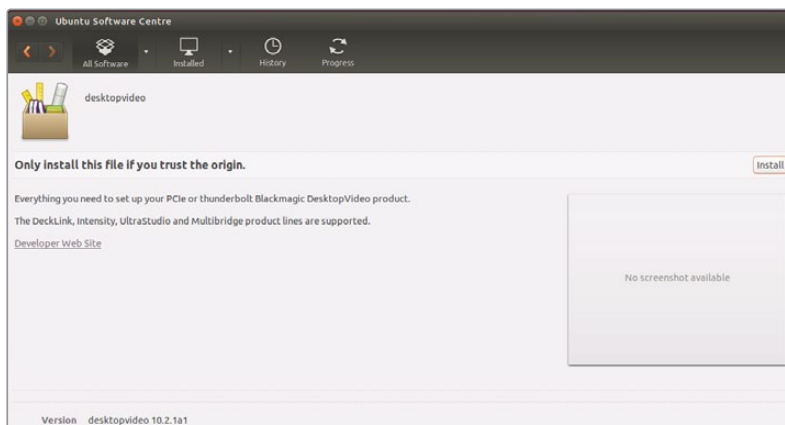 Ubuntu Software Centre
All Software
Installed
History
Progress
desktopvideo
Only install this file if you trust the origin.
Install
Everything you need to set up your PCIe or thunderbolt Blackmagic DesktopVideo product.
The DeckLink, Intensity, UltraStudio and Multibridge product lines are supported.
Developer Web Site
No screenshot available
Version desktopvideo 10.2.1a1